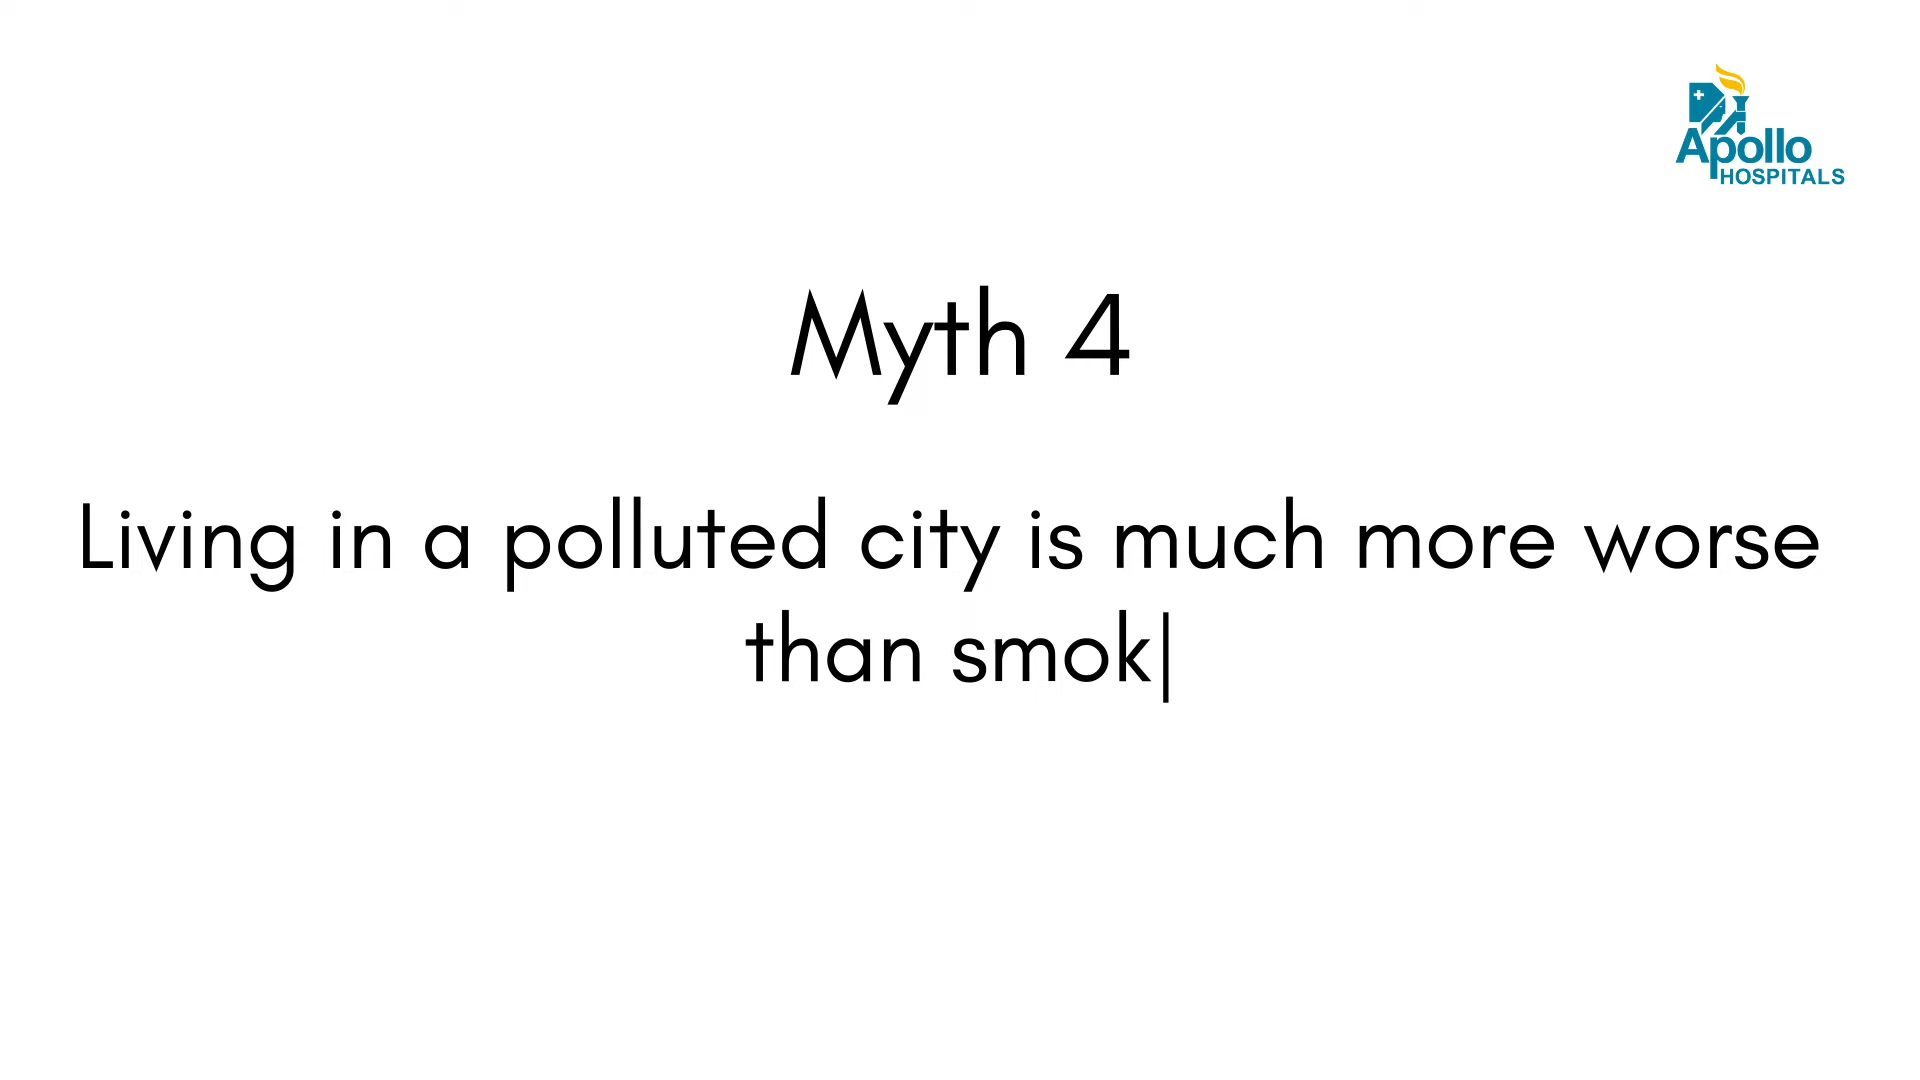 Apollo
HOSPITALS
Myth 4
Living in a polluted city is much more worse
than smok|